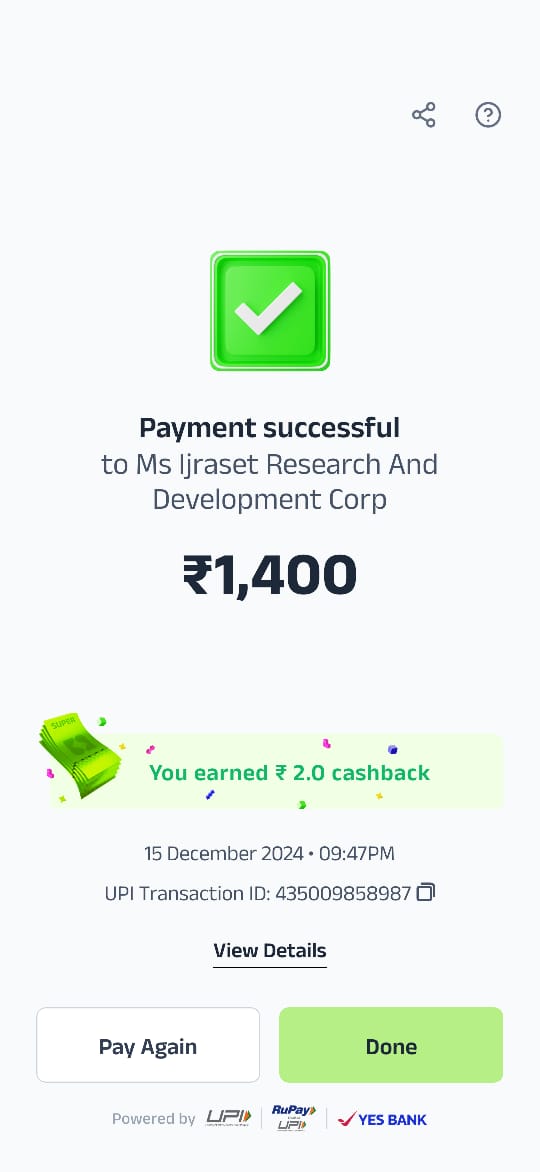 Payment successful
to Ms Ijraset Research And
Development Corp
₹1,400
SUPER
You earned ₹ 2.0 cashback
15 December 2024 • 09:47PM
UPI Transaction ID: 435009858987
View Details
Pay Again
Done
Powered by UPI RuPay UPI YES BANK